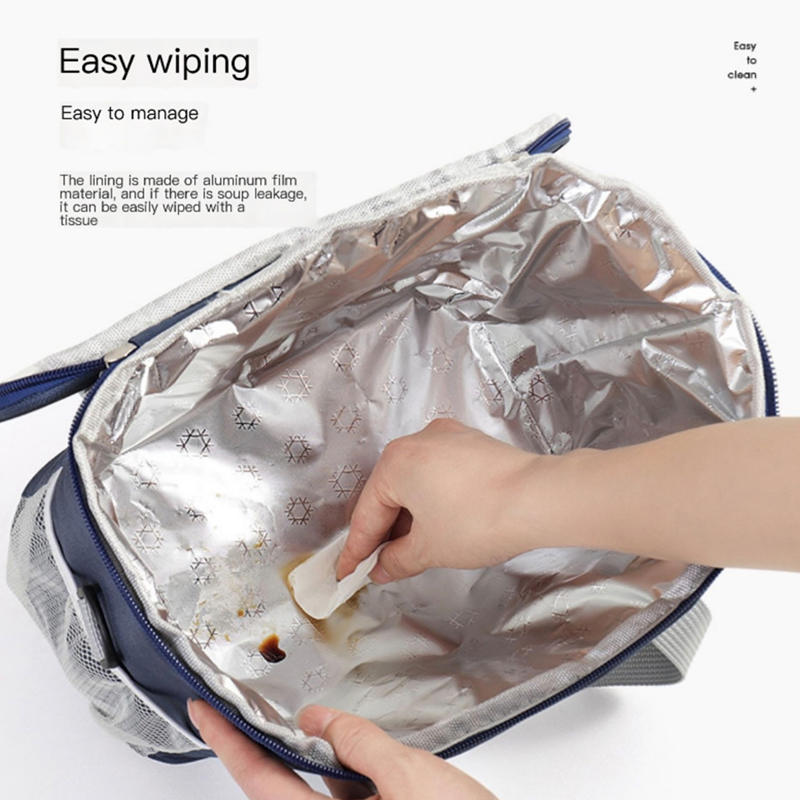 Easy wiping
Easy to manage
The lining is made of aluminum film
material, and if there is soup leakage,
it can be easily wiped with a
tissue
Easy
to
clean
+